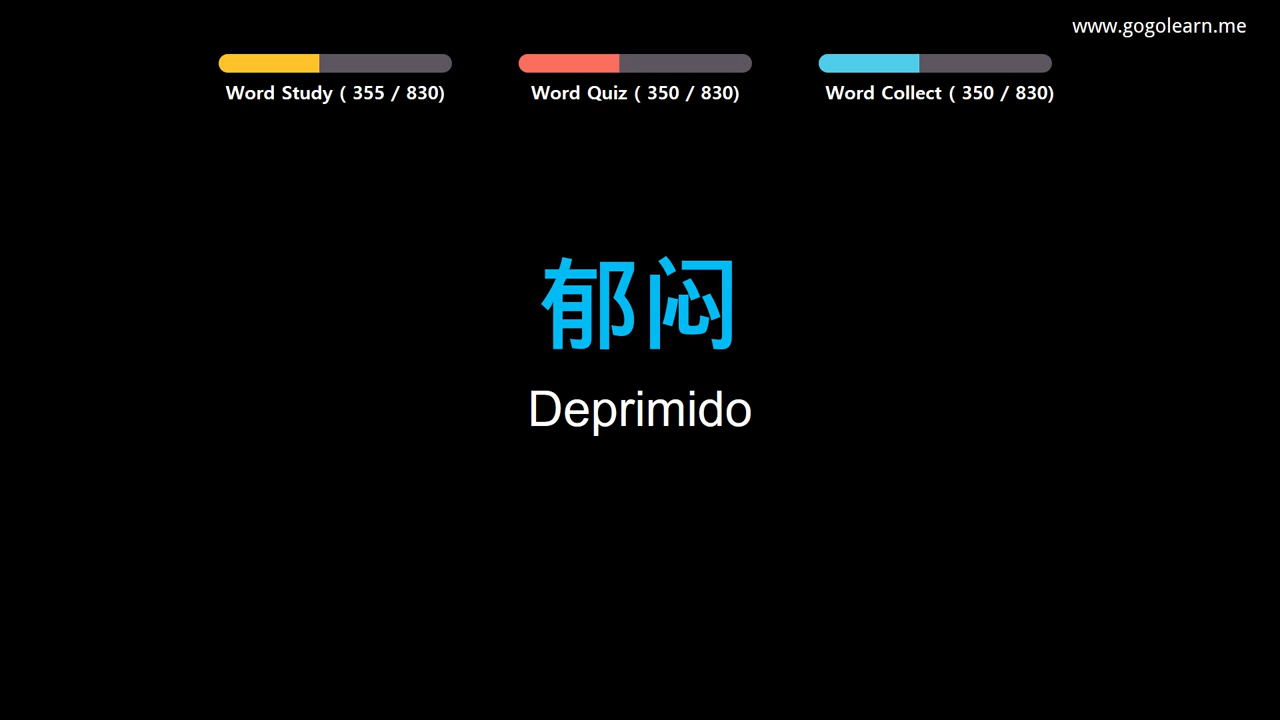 www.gogolearn.me
Word Study ( 355 / 830)
Word Quiz ( 350 / 830)
Word Collect ( 350 / 830)
郁闷
Deprimido